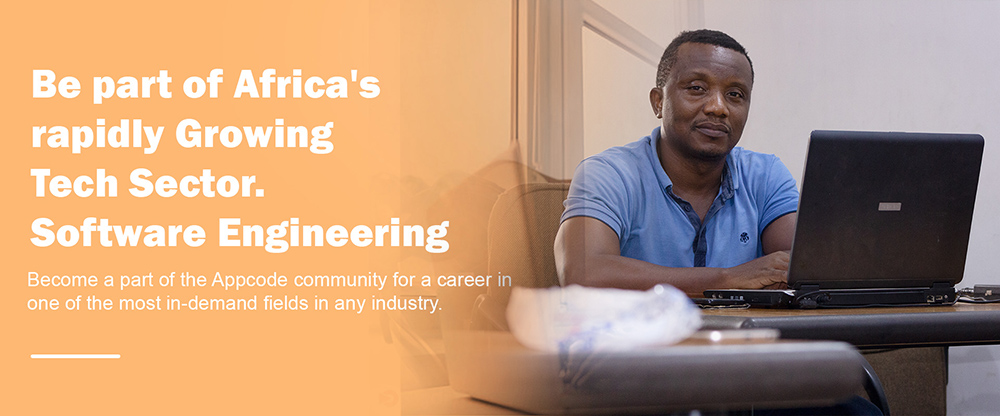 Be part of Africa's
rapidly Growing
Tech Sector.
Software Engineering
Become a part of the Appcode community for a career in
one of the most in-demand fields in any industry.